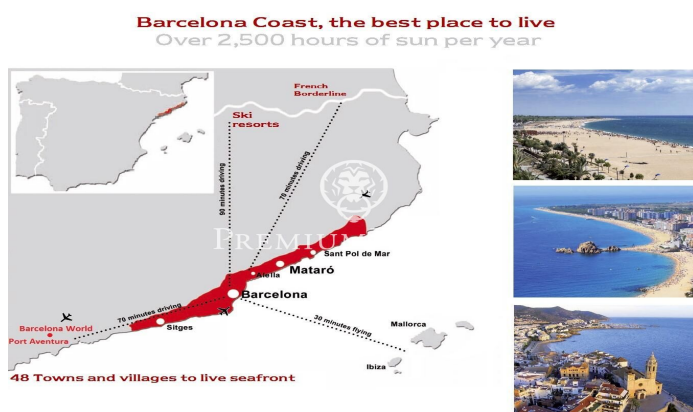 Barcelona Coast, the best place to live
Over 2,500 hours of sun per year
French
Borderline
Ski
resorts
90 minutes driving
70 minutes driving
PREMIUM
Sant Pol de Mar
Mataró
Alella
Barcelona
70 minutes driving
30 minutes flying
Barcelona World
Port Aventura
Sitges
Mallorca
Ibiza
48 Towns and villages to live seafront